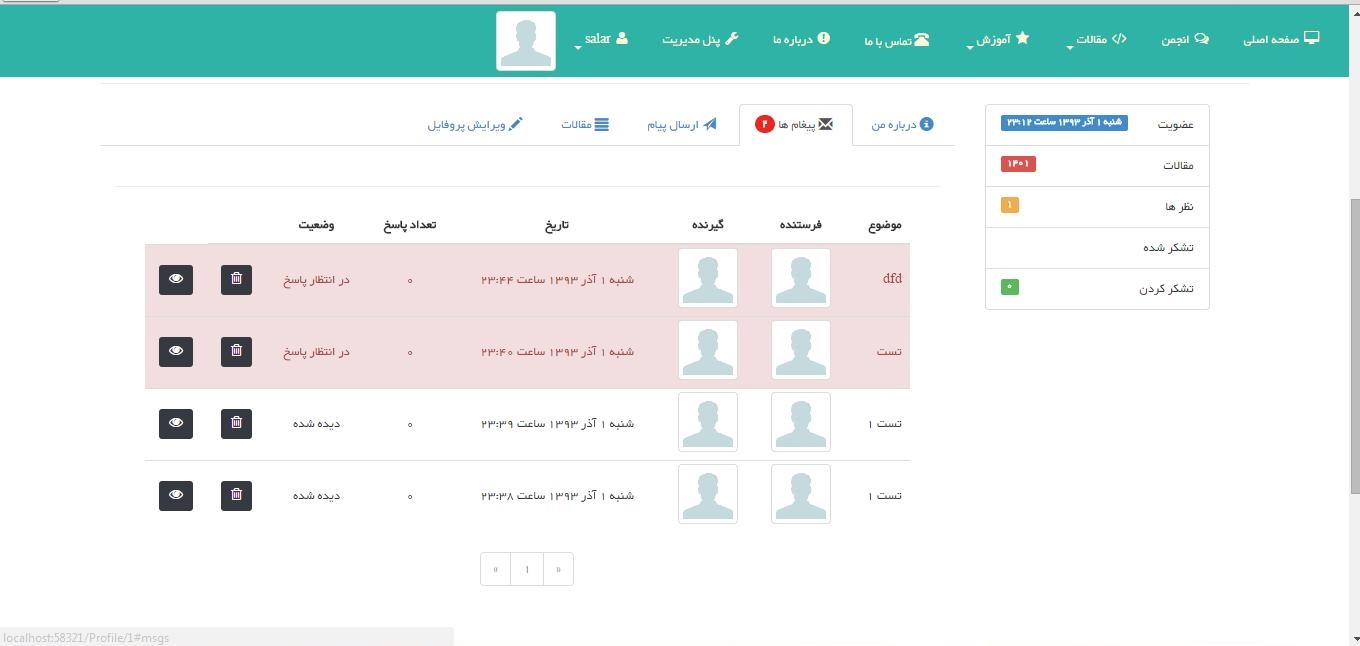 صفحه اصلی انجمن مقالات آموزش تماس با ما درباره ما پنل مدیریت salar
درباره من پیغام ها ۲ ارسال پیام مقالات ویرایش پروفایل
عضویت شنبه ۱ آذر ۱۳۹۳ ساعت ۲۳:۱۲
مقالات ۱۴۰۱
نظر ها ۱
تشکر شده
تشکر کردن ۰
موضوع فرستنده گیرنده تاریخ تعداد پاسخ وضعیت
dfd شنبه ۱ آذر ۱۳۹۳ ساعت ۲۳:۴۴ ۰ در انتظار پاسخ
تست شنبه ۱ آذر ۱۳۹۳ ساعت ۲۳:۴۰ ۰ در انتظار پاسخ
تست ۱ شنبه ۱ آذر ۱۳۹۳ ساعت ۲۳:۳۹ ۰ دیده شده
تست ۱ شنبه ۱ آذر ۱۳۹۳ ساعت ۲۳:۳۸ ۰ دیده شده
« ۱ »
localhost:58321/Profile/1#msgs